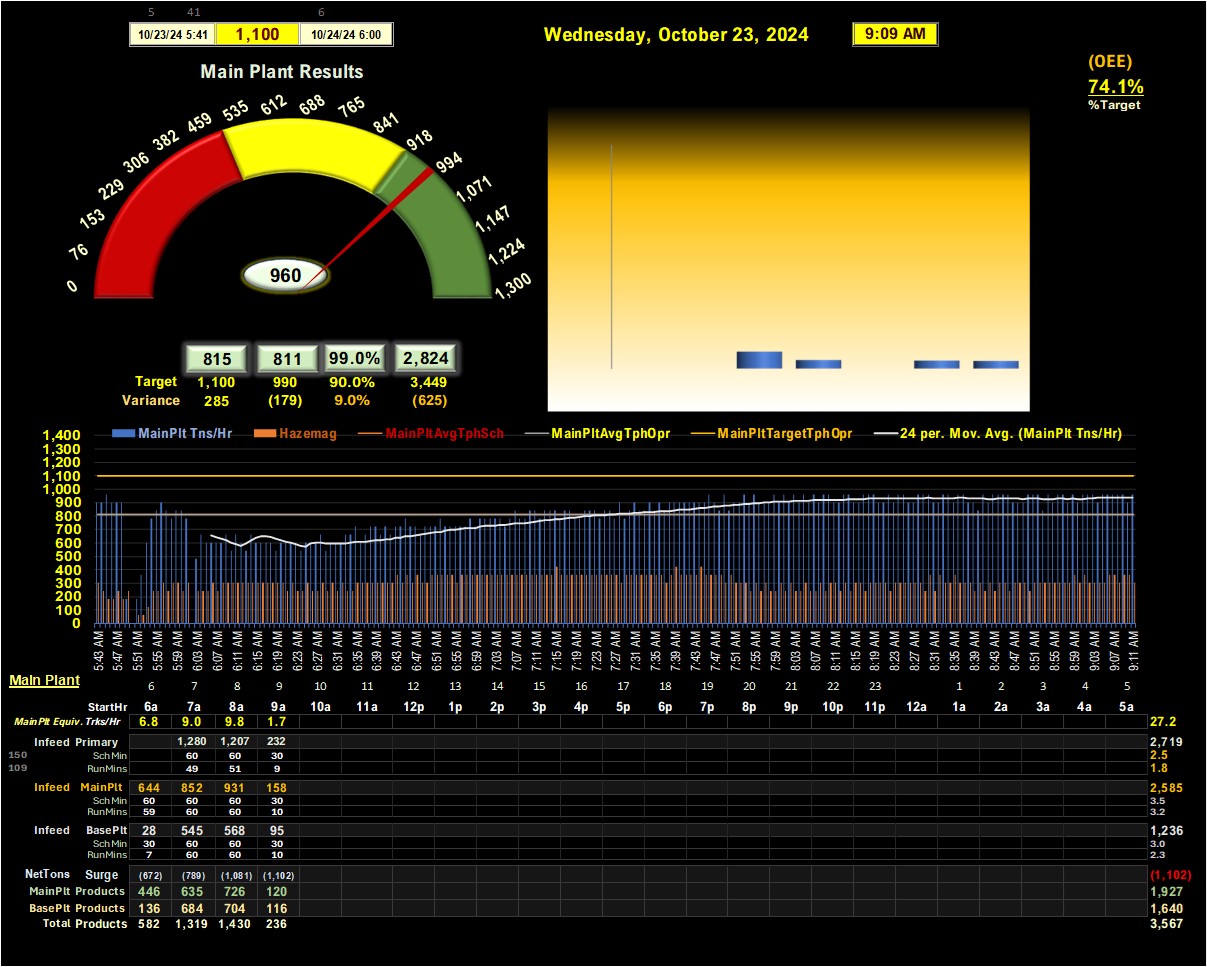 5 41 6
10/23/24 5:41 1,100 10/24/24 6:00
Wednesday, October 23, 2024 9:09 AM
(OEE)
74.1%
%Target
Main Plant Results
0 76 153 229 306 382 459 535 612 688 765 841 918 994 1,071 1,147 1,224 1,300
960
815 811 99.0% 2,824
Target 1,100 990 90.0% 3,449
Variance 285 (179) 9.0% (625)
MainPlt Tns/Hr Hazemag MainPltAvgTphSch MainPltAvgTphOpr MainPltTargetTphOpr 24 per. Mov. Avg. (MainPlt Tns/Hr)
1,400
1,300
1,200
1,100
1,000
900
800
700
600
500
400
300
200
100
0
5:43 AM 5:47 AM 5:51 AM 5:55 AM 5:59 AM 6:03 AM 6:07 AM 6:11 AM 6:15 AM 6:19 AM 6:23 AM 6:27 AM 6:31 AM 6:35 AM 6:39 AM 6:43 AM 6:47 AM 6:51 AM 6:55 AM 6:59 AM 7:03 AM 7:07 AM 7:11 AM 7:15 AM 7:19 AM 7:23 AM 7:27 AM 7:31 AM 7:35 AM 7:39 AM 7:43 AM 7:47 AM 7:51 AM 7:55 AM 7:59 AM 8:03 AM 8:07 AM 8:11 AM 8:15 AM 8:19 AM 8:23 AM 8:27 AM 8:31 AM 8:35 AM 8:39 AM 8:43 AM 8:47 AM 8:51 AM 8:55 AM 8:59 AM 9:03 AM 9:07 AM 9:11 AM
Main Plant
6 7 8 9 10 11 12 13 14 15 16 17 18 19 20 21 22 23 1 2 3 4 5
StartHr 6a 7a 8a 9a 10a 11a 12p 1p 2p 3p 4p 5p 6p 7p 8p 9p 10p 11p 12a 1a 2a 3a 4a 5a
MainPlt Equiv. Trks/Hr 6.8 9.0 9.8 1.7 27.2
Infeed Primary 1,280 1,207 232 2,719
150 Sch Min 60 60 30 2.5
109 RunMins 49 51 9 1.8
Infeed MainPlt 644 852 931 158 2,585
Sch Min 60 60 60 30 3.5
RunMins 59 60 60 10 3.2
Infeed BasePlt 28 545 568 95 1,236
Sch Min 30 60 60 30 3.0
RunMins 7 60 60 10 2.3
NetTons Surge (672) (789) (1,081) (1,102) (1,102)
MainPlt Products 446 635 726 120 1,927
BasePlt Products 136 684 704 116 1,640
Total Products 582 1,319 1,430 236 3,567